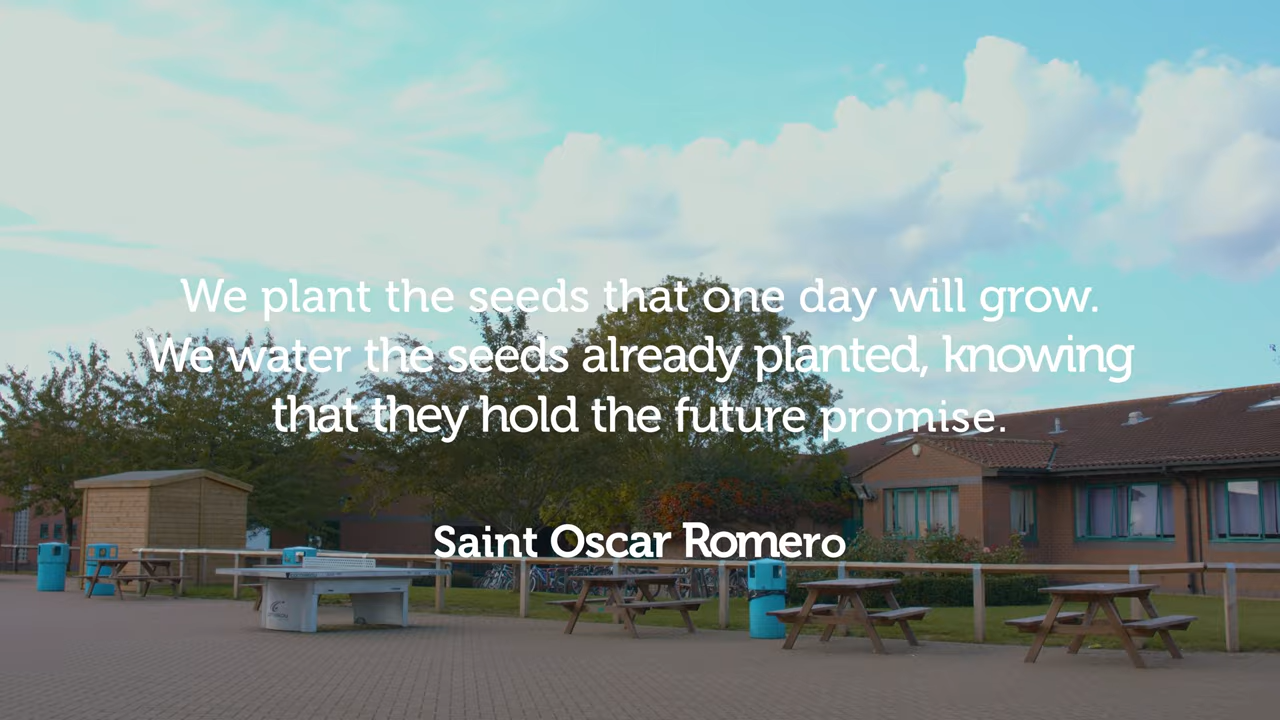 We plant the seeds that one day will grow.
We water the seeds already planted, knowing
that they hold the future promise.
Saint Oscar Romero